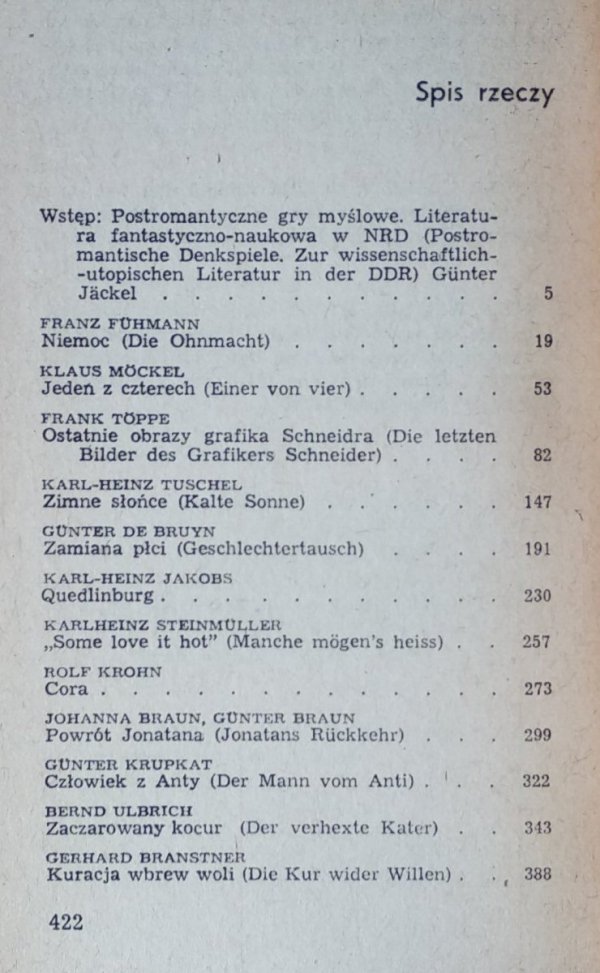 Spis rzeczy
Wstęp: Postromantyczne gry myślowe. Literatu-
ra fantastyczno-naukowa w NRD (Postro-
mantische Denkspiele. Zur wissenschaftlich-
-utopischen Literatur in der DDR) Günter
Jäckel . . . . . . . . . . . 5
FRANZ FÜHMANN
Niemoc (Die Ohnmacht) . . . . . . . 19
KLAUS MÖCKEL
Jeden z czterech (Einer von vier) . . . . . 53
FRANK TÖPPE
Ostatnie obrazy grafika Schneidra (Die letzten
Bilder des Grafikers Schneider) . . . . 82
KARL-HEINZ TUSCHEL
Zimne słońce (Kalte Sonne) . . . . . . 147
GÜNTER DE BRUYN
Zamiana płci (Geschlechtertausch) . . . . 191
KARL-HEINZ JAKOBS
Quedlinburg . . . . . . . . . . . 230
KARLHEINZ STEINMÜLLER
„Some love it hot” (Manche mögen's heiss) . . 257
ROLF KROHN
Cora . . . . . . . . . . . . . 273
JOHANNA BRAUN, GÜNTER BRAUN
Powrót Jonatana (Jonatans Rückkehr) . . . 299
GÜNTER KRUPKAT
Człowiek z Anty (Der Mann vom Anti) . . . 322
BERND ULBRICH
Zaczarowany kocur (Der verhexte Kater) . . 343
GERHARD BRANSTNER
Kuracja wbrew woli (Die Kur wider Willen) . . 388
422